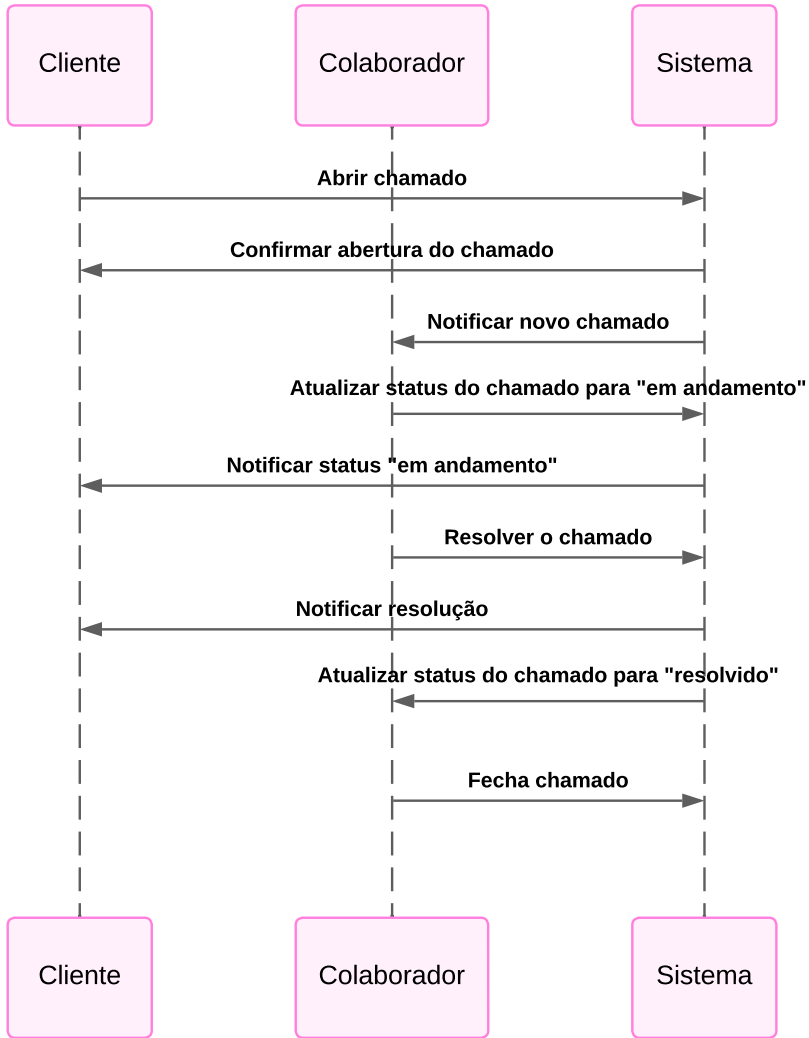 Cliente
Colaborador
Sistema
Abrir chamado
Confirmar abertura do chamado
Notificar novo chamado
Atualizar status do chamado para "em andamento"
Notificar status "em andamento"
Resolver o chamado
Notificar resolução
Atualizar status do chamado para "resolvido"
Fecha chamado
Cliente
Colaborador
Sistema